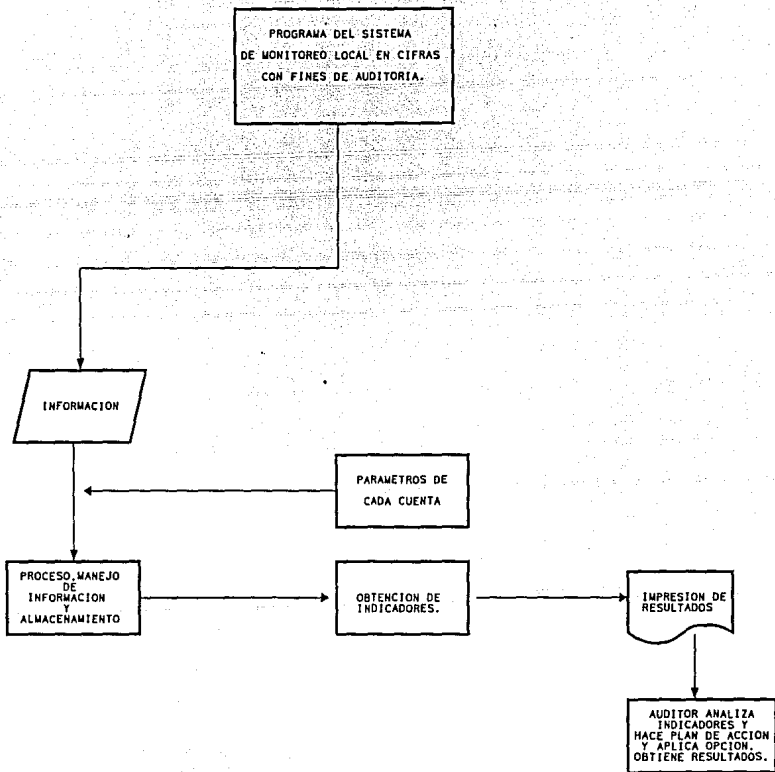 PROGRAMA DEL SISTEMA
DE MONITOREO LOCAL EN CIFRAS
CON FINES DE AUDITORIA.
INFORMACION
PARAMETROS DE
CADA CUENTA
PROCESO,MANEJO
DE
INFORMACION
Y
ALMACENAMIENTO
OBTENCION DE
INDICADORES.
IMPRESION DE
RESULTADOS
AUDITOR ANALIZA
INDICADORES Y
HACE PLAN DE ACCION
Y APLICA OPCION.
OBTIENE RESULTADOS.